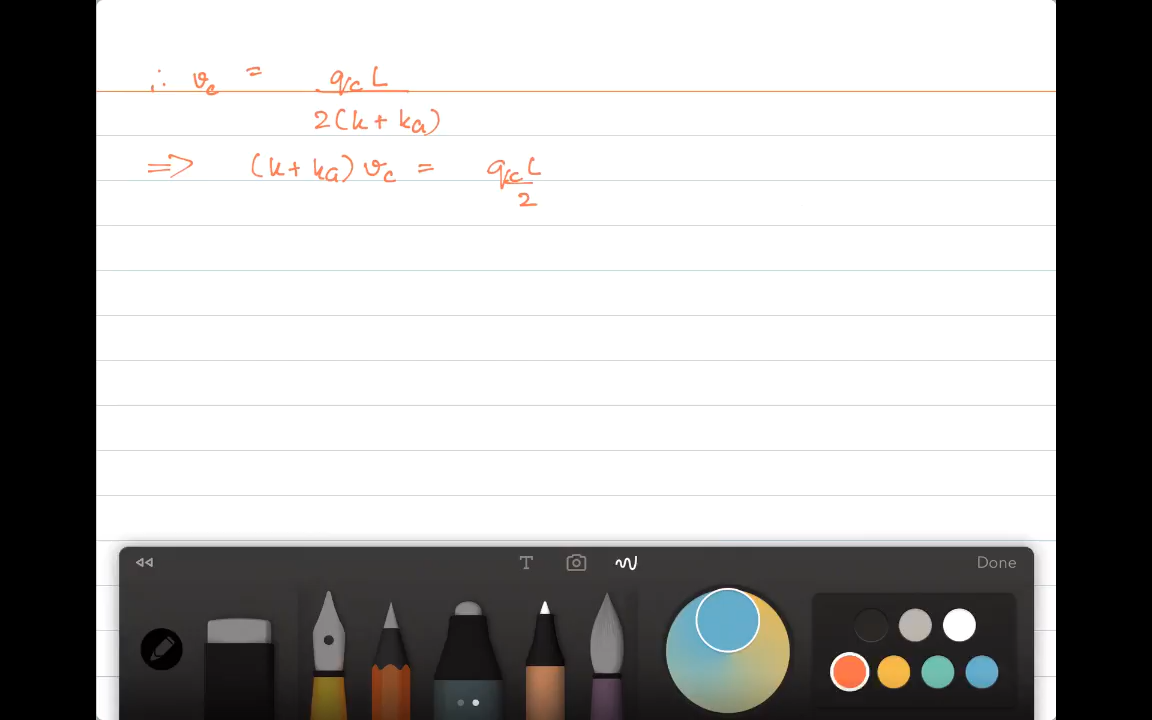 ∴ v_c = q_c L / 2(k + k_a)
⇒ (k + k_a) v_c = q_c L / 2
T Done